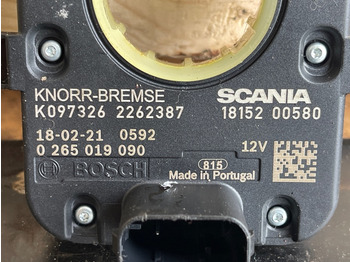 KNORR-BREMSE SCANIA
K097326 2262387 18152 00580
18-02-21 0592 12V
0 265 019 090
BOSCH 815
Made in Portugal